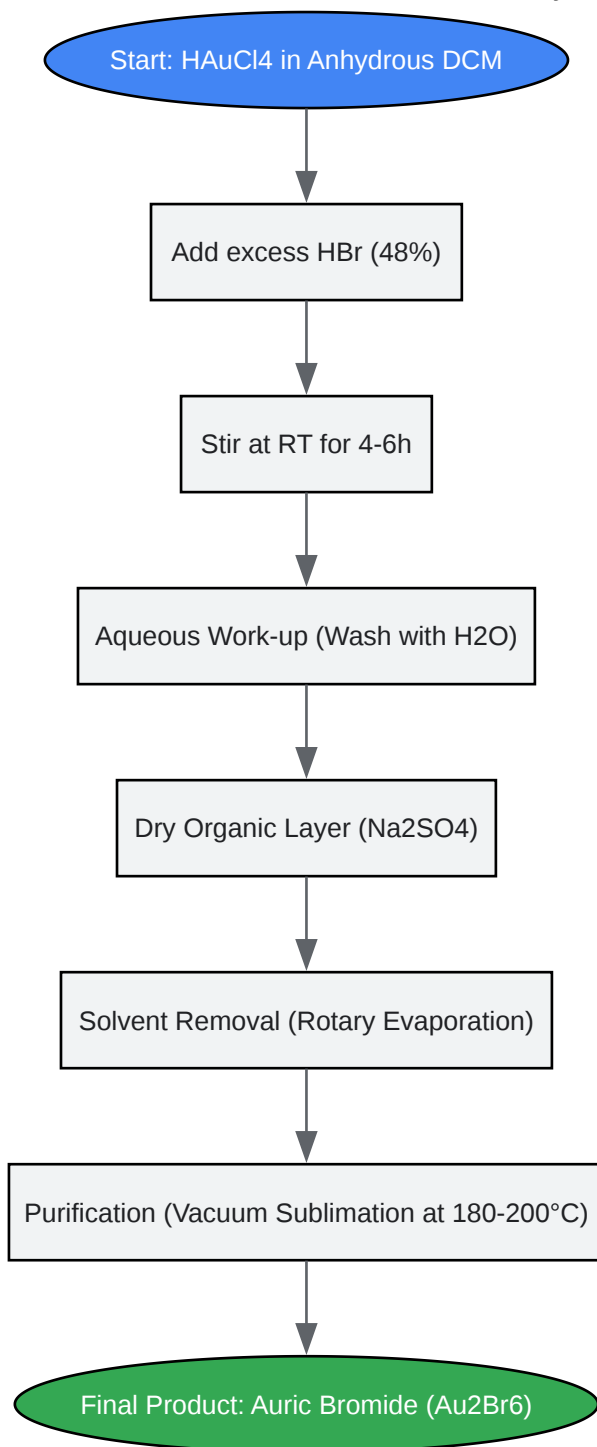 Start: HAuCl4 in Anhydrous DCM
Add excess HBr (48%)
Stir at RT for 4-6h
Aqueous Work-up (Wash with H2O)
Dry Organic Layer (Na2SO4)
Solvent Removal (Rotary Evaporation)
Purification (Vacuum Sublimation at 180-200°C)
Final Product: Auric Bromide (Au2Br6)